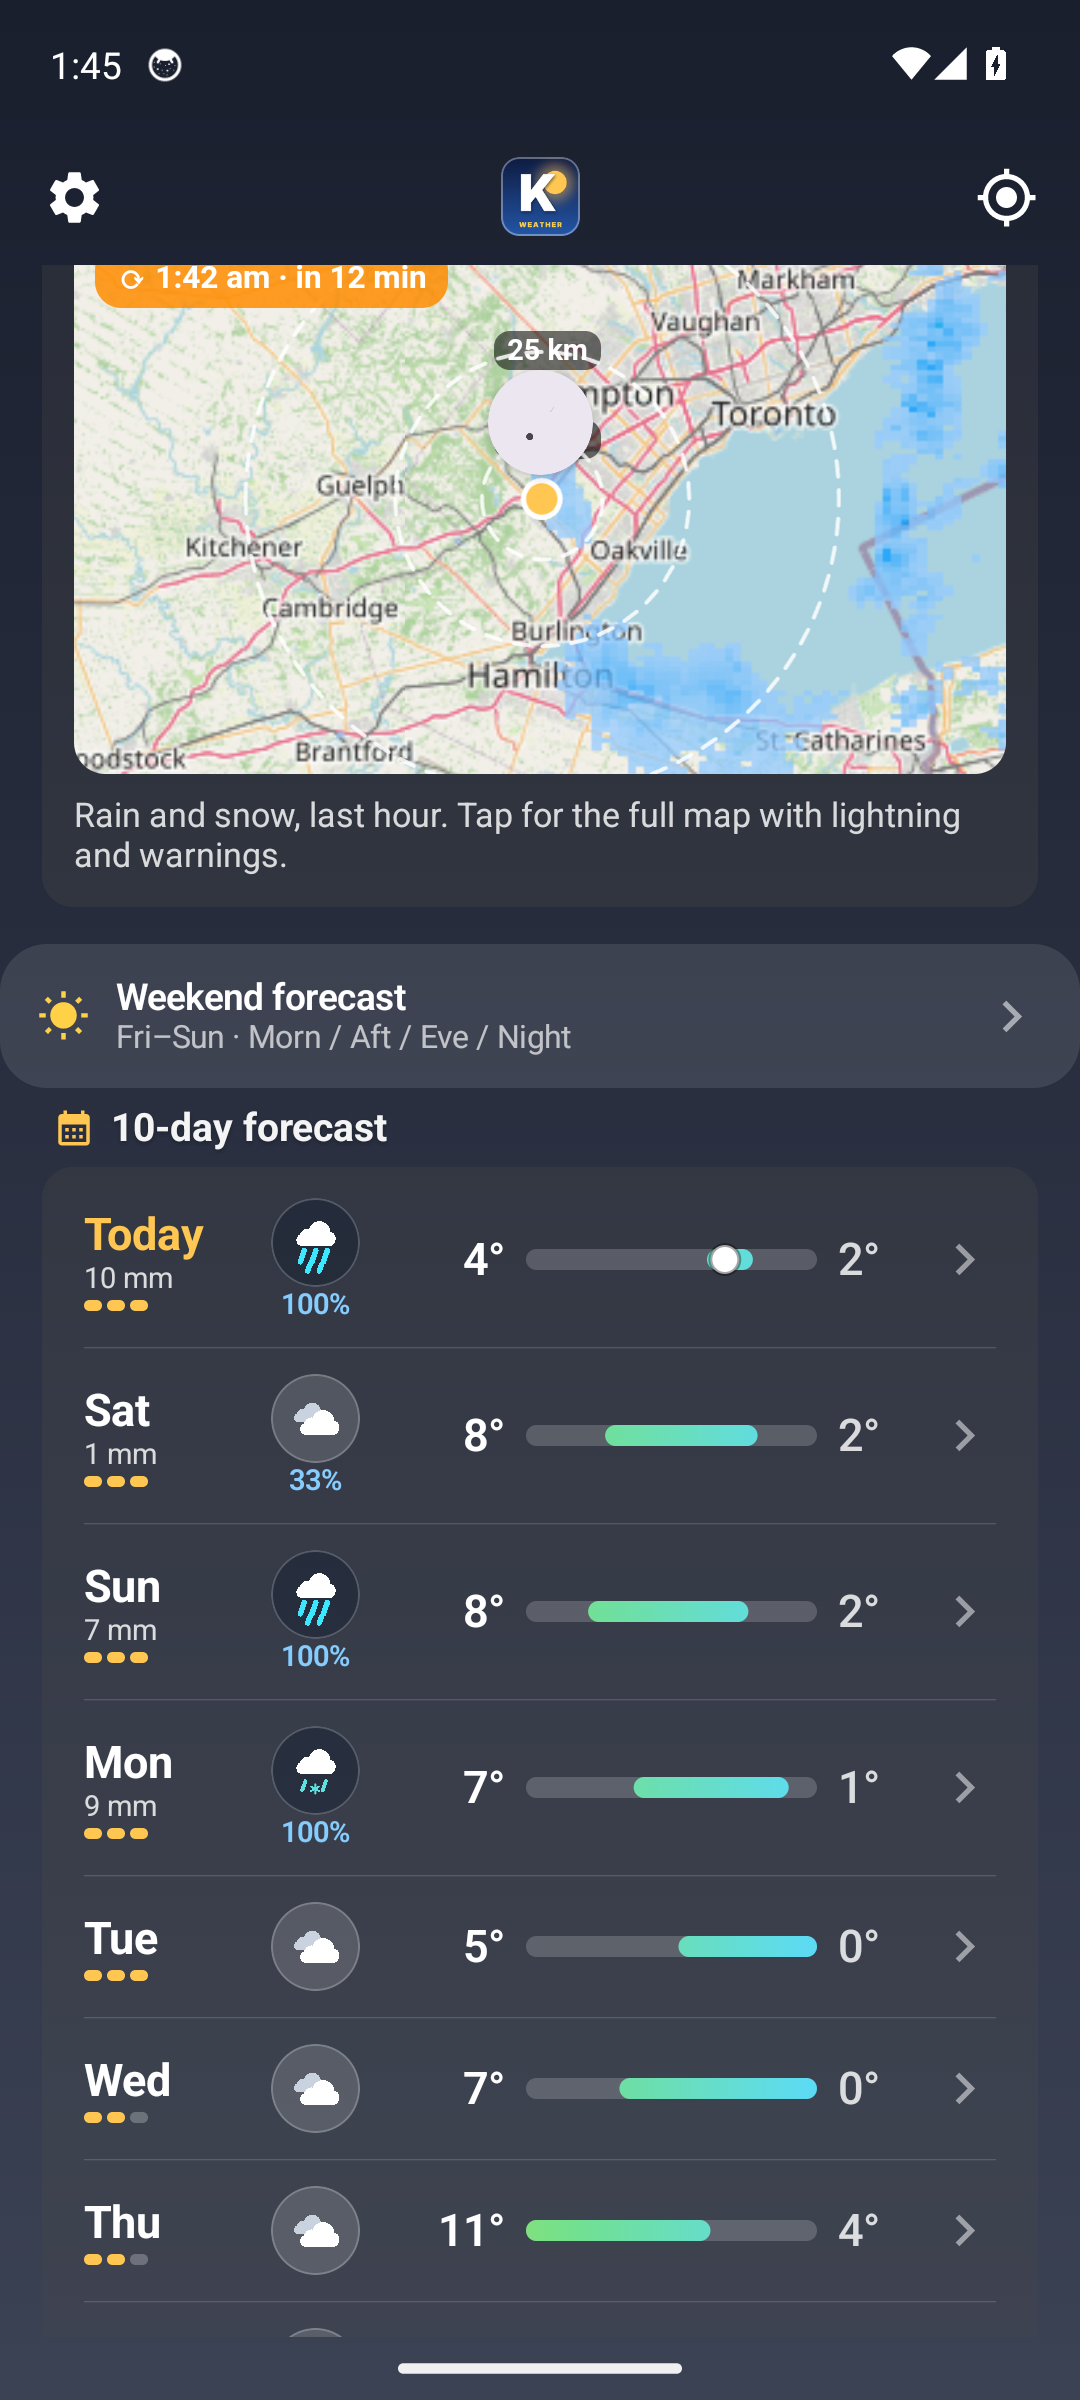 1:45
K
WEATHER
1:42 am · in 12 min
Markham
Vaughan
25 km
mpton
Toronto
Guelph
Kitchener
Oakville
Cambridge
Burlington
Hamilton
St. Catharines
Brantford
oodstock
Rain and snow, last hour. Tap for the full map with lightning
and warnings.
Weekend forecast
Fri–Sun · Morn / Aft / Eve / Night
10-day forecast
Today
10 mm
100%
4°
2°
Sat
1 mm
33%
8°
2°
Sun
7 mm
100%
8°
2°
Mon
9 mm
100%
7°
1°
Tue
5°
0°
Wed
7°
0°
Thu
11°
4°